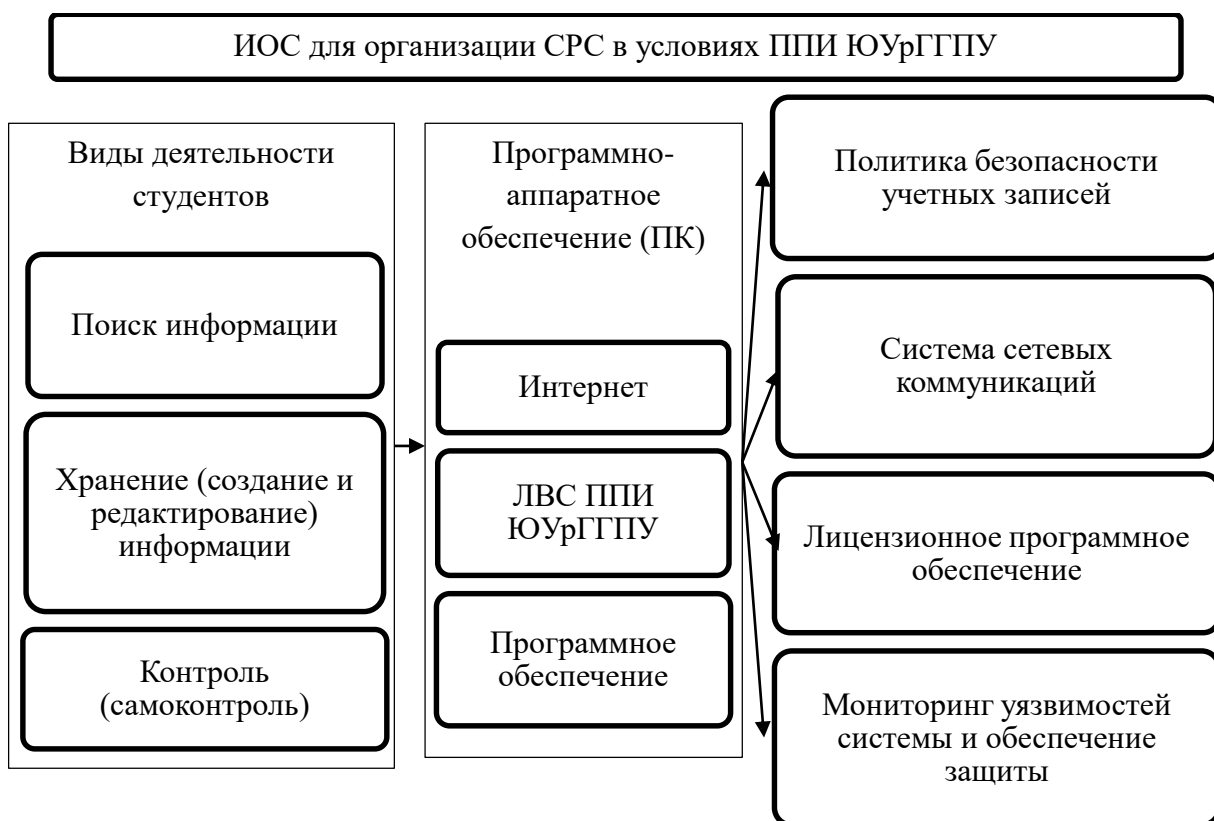 ИОС для организации СРС в условиях ППИ ЮУрГГПУ
Виды деятельности
студентов
Поиск информации
Хранение (создание и
редактирование)
информации
Контроль
(самоконтроль)
Программно-
аппаратное
обеспечение (ПК)
Интернет
ЛВС ППИ
ЮУрГГПУ
Программное
обеспечение
Политика безопасности
учетных записей
Система сетевых
коммуникаций
Лицензионное программное
обеспечение
Мониторинг уязвимостей
системы и обеспечение
защиты